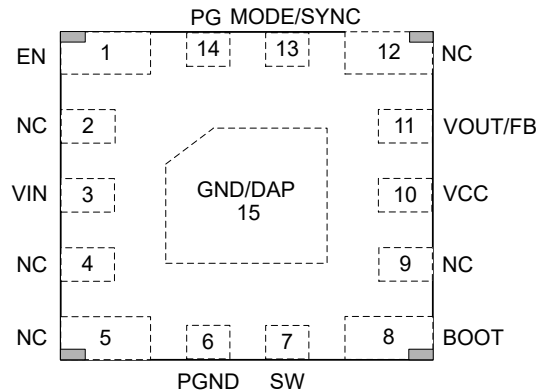 PG MODE/SYNC
EN 1 14 13 12 NC
NC 2 11 VOUT/FB
VIN 3 GND/DAP 10 VCC
15
NC 4 9 NC
NC 5 6 7 8 BOOT
PGND SW